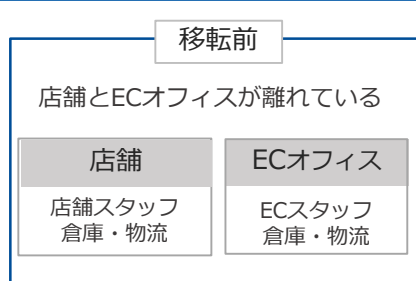 移転前
店舗とECオフィスが離れている
店舗
店舗スタッフ
倉庫・物流
ECオフィス
ECスタッフ
倉庫・物流